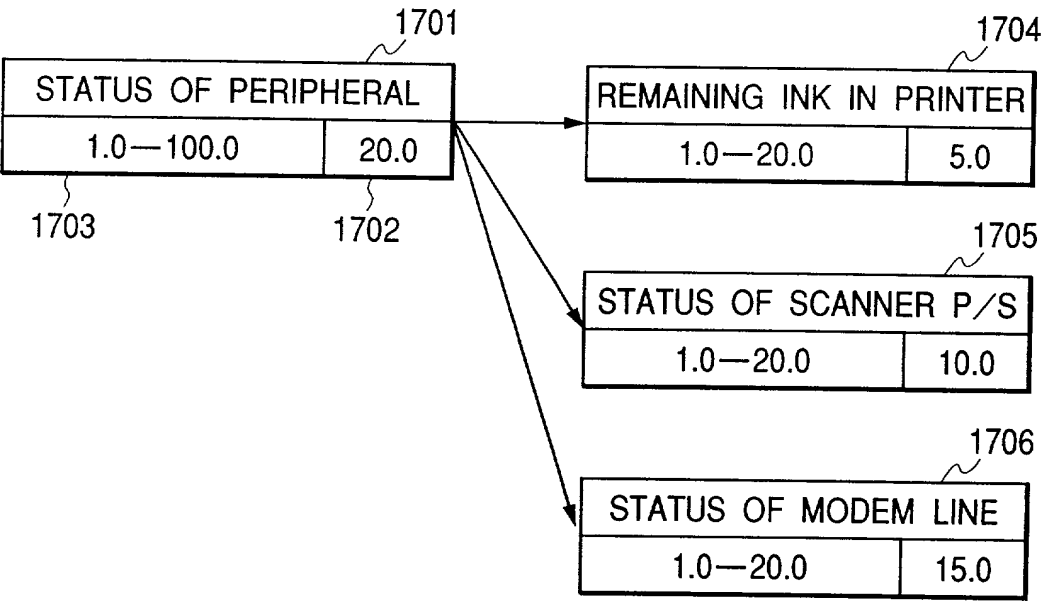 1701
STATUS OF PERIPHERAL
1.0—100.0 20.0
1703 1702
1704
REMAINING INK IN PRINTER
1.0—20.0 5.0
1705
STATUS OF SCANNER P/S
1.0—20.0 10.0
1706
STATUS OF MODEM LINE
1.0—20.0 15.0